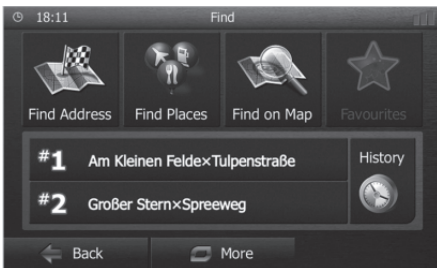 18:11 Find
Find Address Find Places Find on Map Favourites
#1 Am Kleinen Felde×Tulpenstraße History
#2 Großer Stern×Spreeweg
Back More